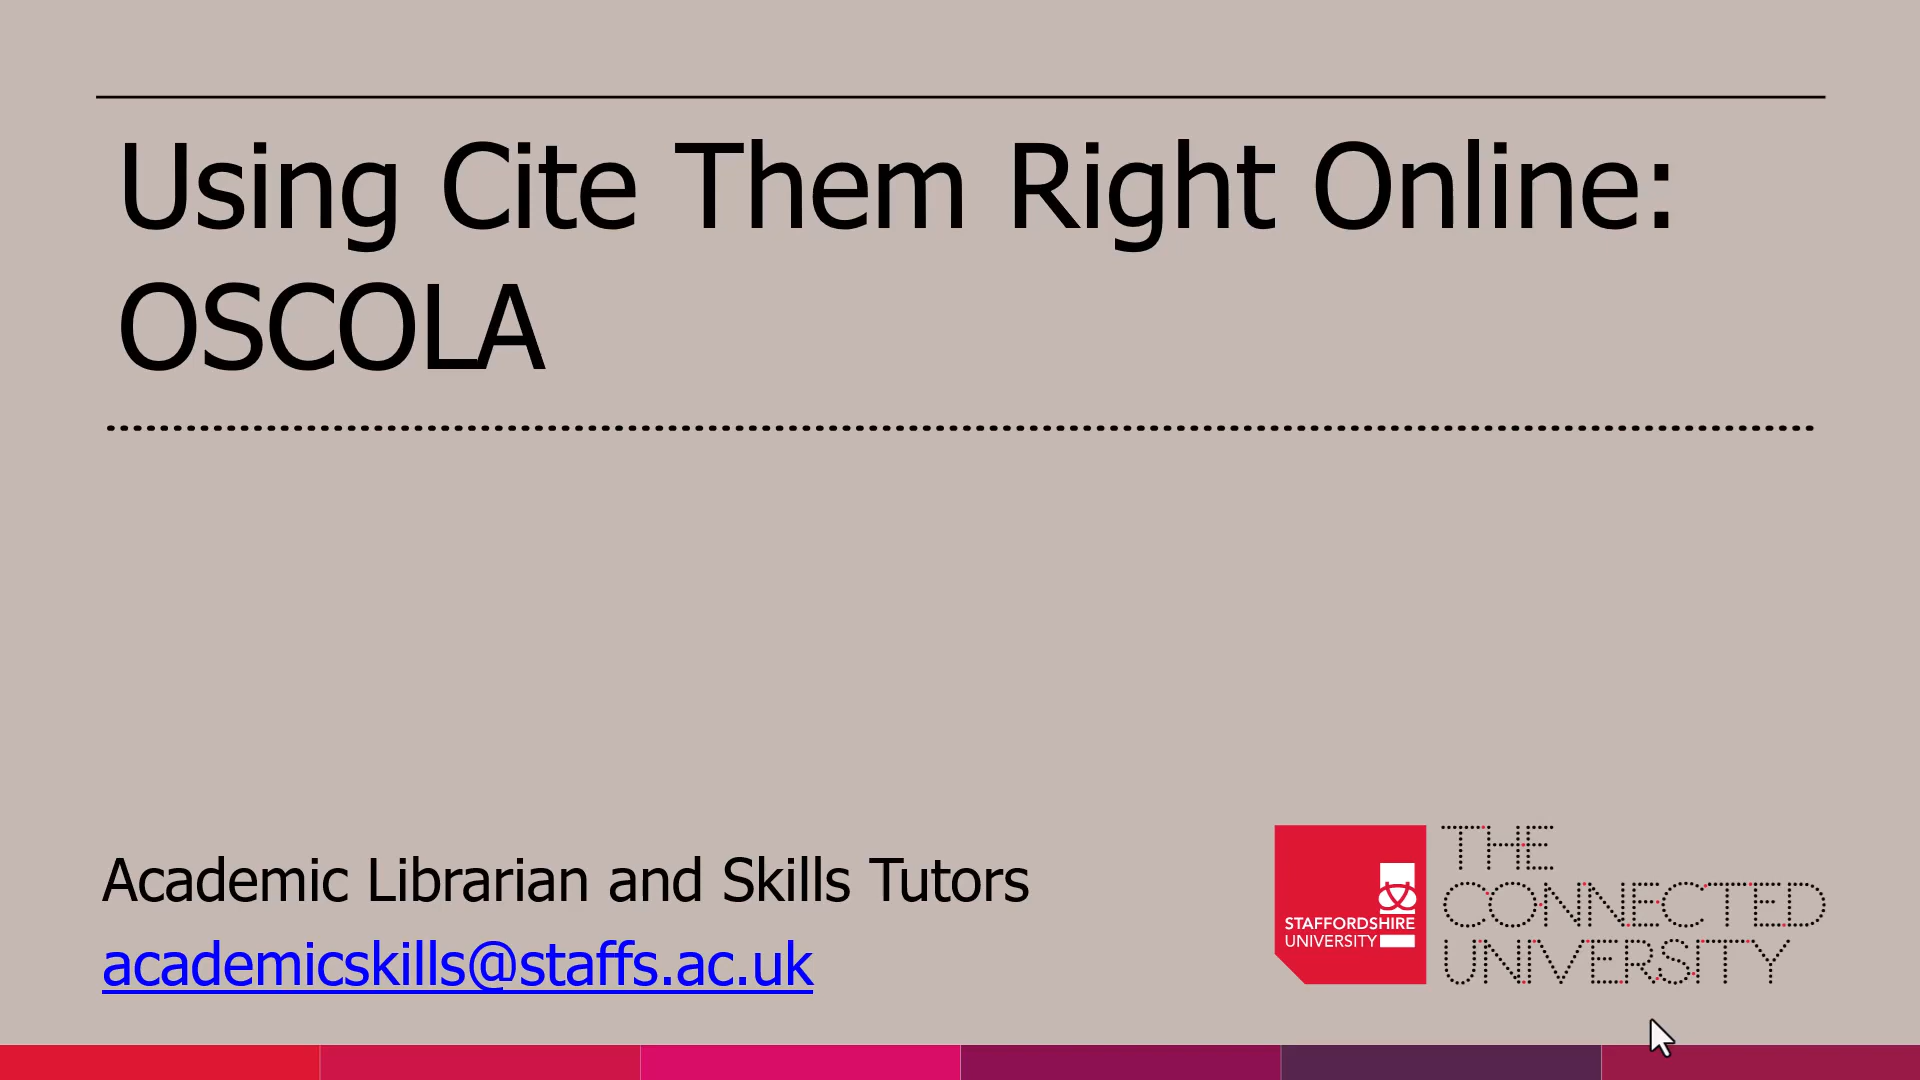 Using Cite Them Right Online:
OSCOLA
Academic Librarian and Skills Tutors
academicskills@staffs.ac.uk
STAFFORDSHIRE
UNIVERSITY
THE
CONNECTED
UNIVERSITY